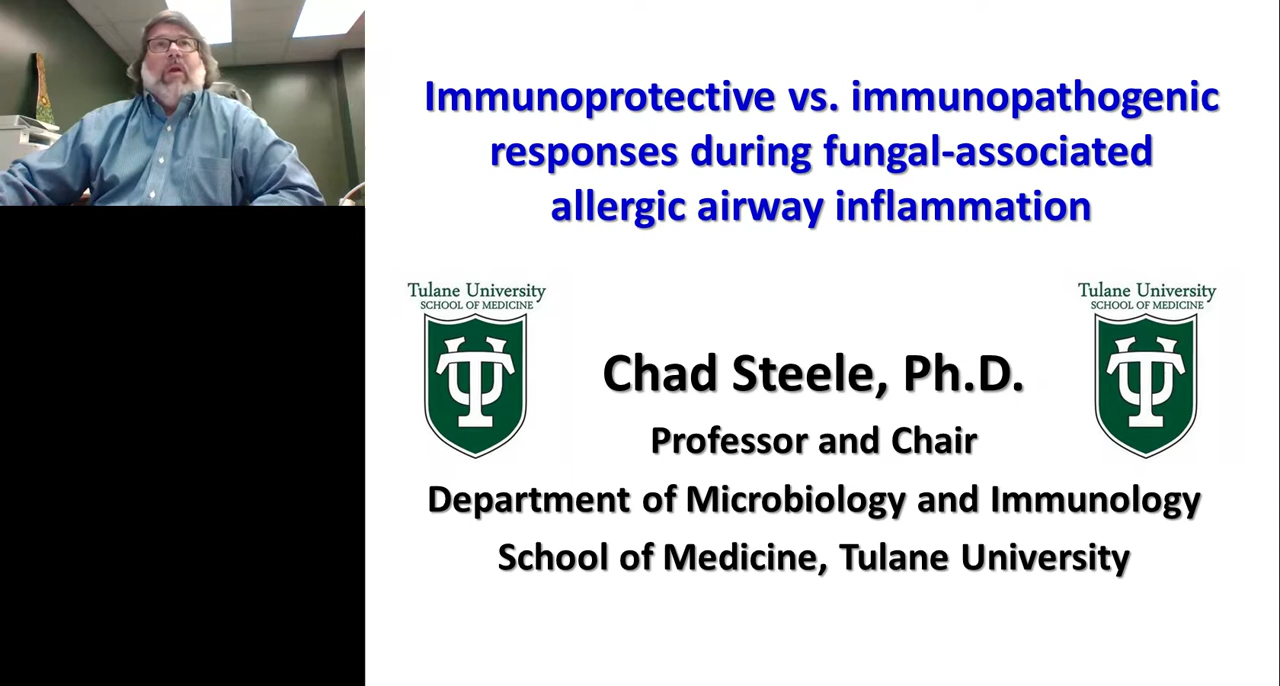 Immunoprotective vs. immunopathogenic
responses during fungal-associated
allergic airway inflammation
Tulane University
SCHOOL OF MEDICINE
Tulane University
SCHOOL OF MEDICINE
Chad Steele, Ph.D.
Professor and Chair
Department of Microbiology and Immunology
School of Medicine, Tulane University